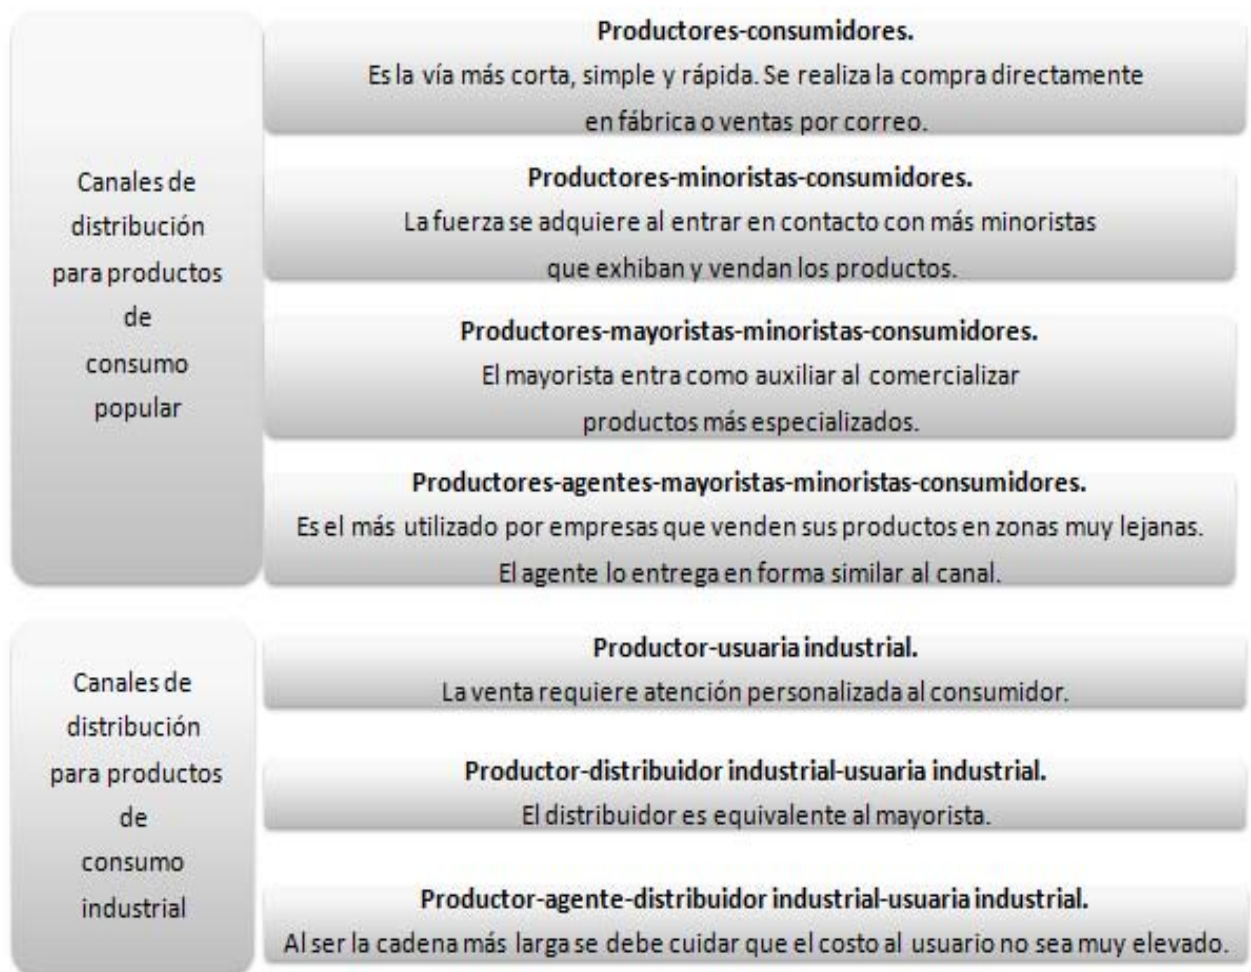 Canales de
distribución
para productos
de
consumo
popular
Productores-consumidores.
Es la vía más corta, simple y rápida. Se realiza la compra directamente
en fábrica o ventas por correo.
Productores-minoristas-consumidores.
La fuerza se adquiere al entrar en contacto con más minoristas
que exhiban y vendan los productos.
Productores-mayoristas-minoristas-consumidores.
El mayorista entra como auxiliar al comercializar
productos más especializados.
Productores-agentes-mayoristas-minoristas-consumidores.
Es el más utilizado por empresas que venden sus productos en zonas muy lejanas.
El agente lo entrega en forma similar al canal.
Canales de
distribución
para productos
de
consumo
industrial
Productor-usuaria industrial.
La venta requiere atención personalizada al consumidor.
Productor-distribuidor industrial-usuaria industrial.
El distribuidor es equivalente al mayorista.
Productor-agente-distribuidor industrial-usuaria industrial.
Al ser la cadena más larga se debe cuidar que el costo al usuario no sea muy elevado.